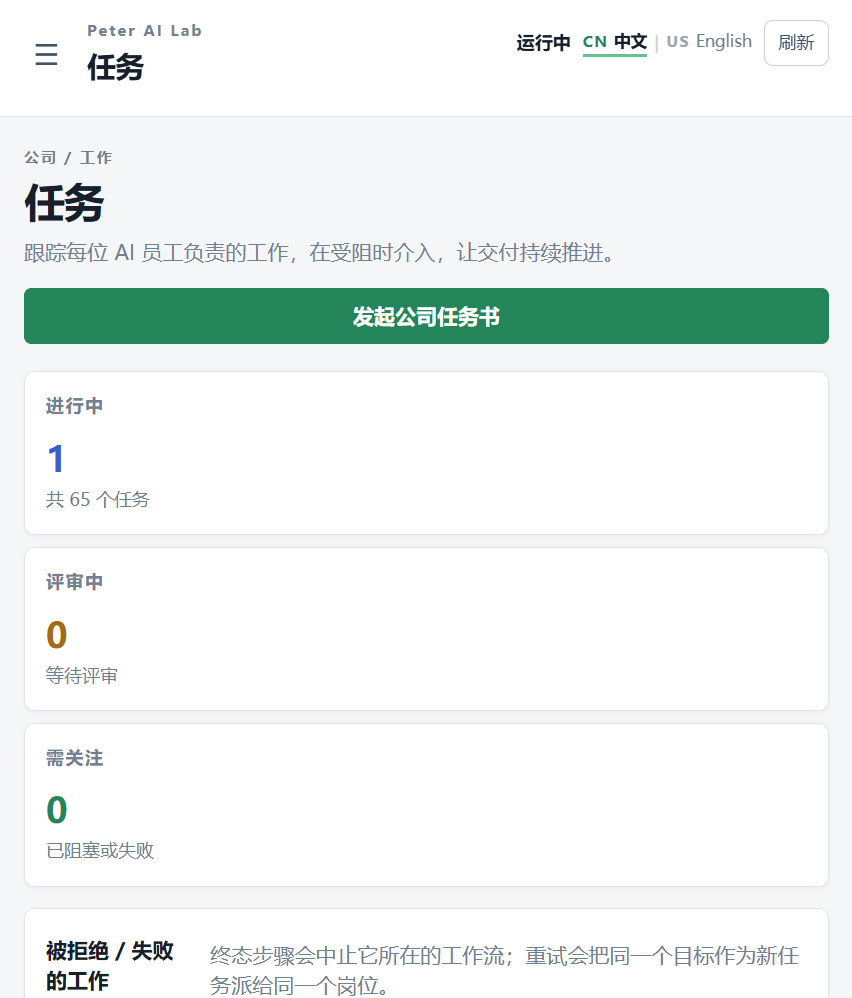 Peter AI Lab
任务
运行中 CN 中文 | US English 刷新
公司 / 工作
任务
跟踪每位 AI 员工负责的工作，在受阻时介入，让交付持续推进。
发起公司任务书
进行中
1
共 65 个任务
评审中
0
等待评审
需关注
0
已阻塞或失败
被拒绝 / 失败
的工作
终态步骤会中止它所在的工作流；重试会把同一个目标作为新任
务派给同一个岗位。